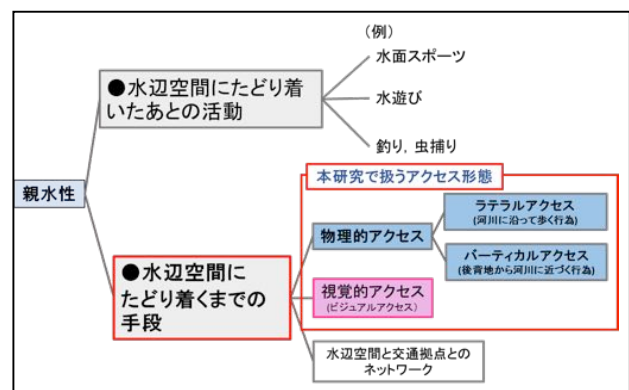 (例)
●水辺空間にたどり着
いたあとの活動
水面スポーツ
水遊び
釣り, 虫捕り
親水性
本研究で扱うアクセス形態
●水辺空間に
たどり着くまでの
手段
物理的アクセス
ラテラルアクセス
(河川に沿って歩く行為)
バーティカルアクセス
(後背地から河川に近づく行為)
視覚的アクセス
(ビジュアルアクセス)
水辺空間と交通拠点との
ネットワーク